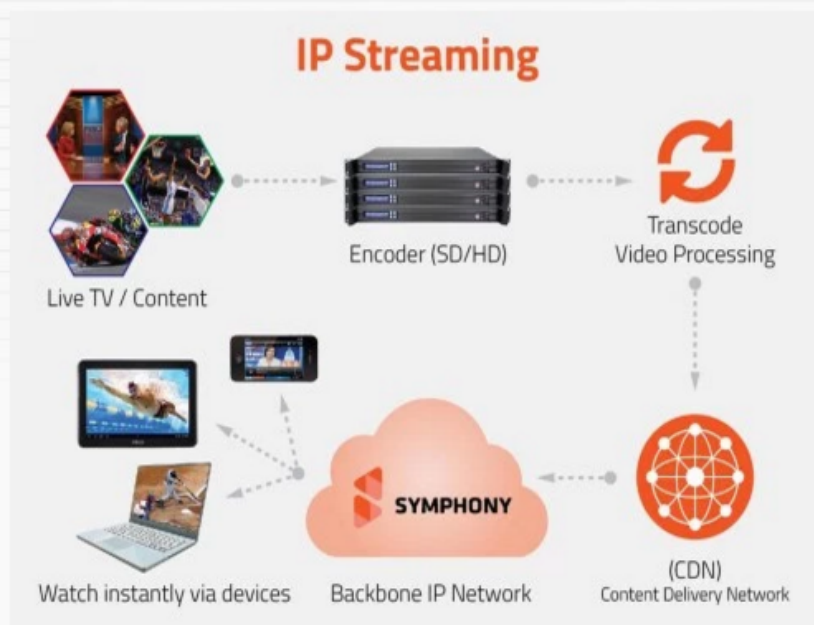 IP Streaming
Live TV / Content
Encoder (SD/HD)
Transcode
Video Processing
(CDN)
Content Delivery Network
SYMPHONY
Backbone IP Network
Watch instantly via devices